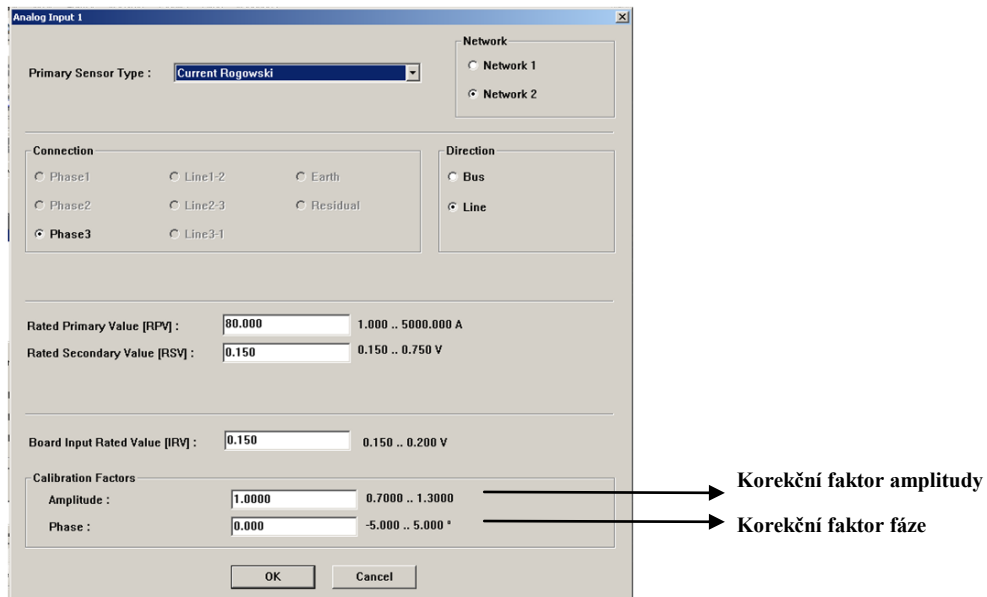 Analog Input 1
Network
Primary Sensor Type : Current Rogowski
Network 1
Network 2
Connection
Phase1 Line1-2 Earth
Phase2 Line2-3 Residual
Phase3 Line3-1
Direction
Bus
Line
Rated Primary Value [RPV] : 80.000 1.000 .. 5000.000 A
Rated Secondary Value [RSV] : 0.150 0.150 .. 0.750 V
Board Input Rated Value [IRV] : 0.150 0.150 .. 0.200 V
Calibration Factors
Amplitude : 1.0000 0.7000 .. 1.3000
Korekční faktor amplitudy
Phase : 0.000 -5.000 .. 5.000 °
Korekční faktor fáze
OK Cancel